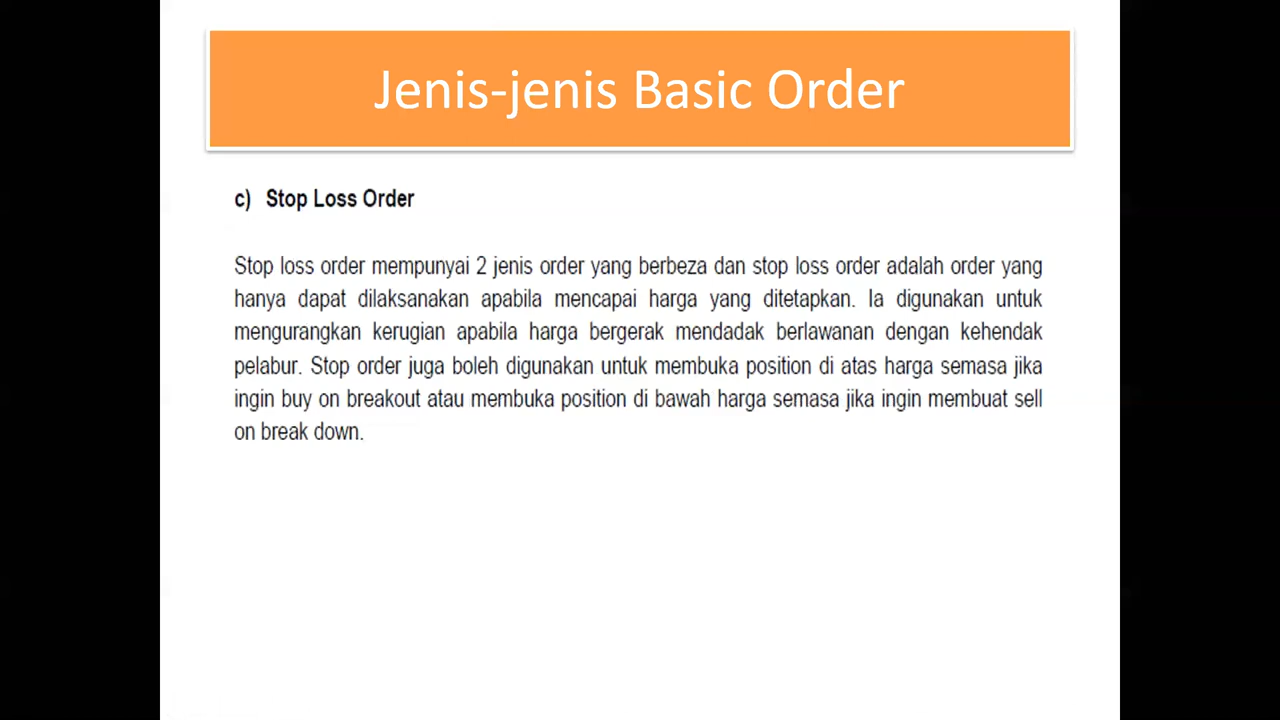 Jenis-jenis Basic Order
c) Stop Loss Order
Stop loss order mempunyai 2 jenis order yang berbeza dan stop loss order adalah order yang
hanya dapat dilaksanakan apabila mencapai harga yang ditetapkan. Ia digunakan untuk
mengurangkan kerugian apabila harga bergerak mendadak berlawanan dengan kehendak
pelabur. Stop order juga boleh digunakan untuk membuka position di atas harga semasa jika
ingin buy on breakout atau membuka position di bawah harga semasa jika ingin membuat sell
on break down.